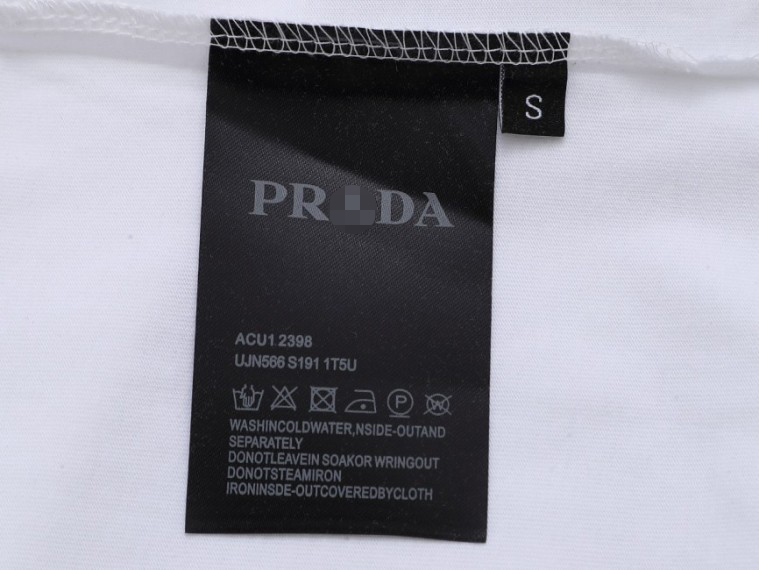 S
PR DA
ACU1 2398
UJN566 S191 1T5U
WASHINCOLDWATER,NSIDE-OUTAND
SEPARATELY
DONOTLEAVEIN SOAKOR WRINGOUT
DONOTSTEAMIRON
IRONINSDE-OUTCOVEREDBYCLOTH